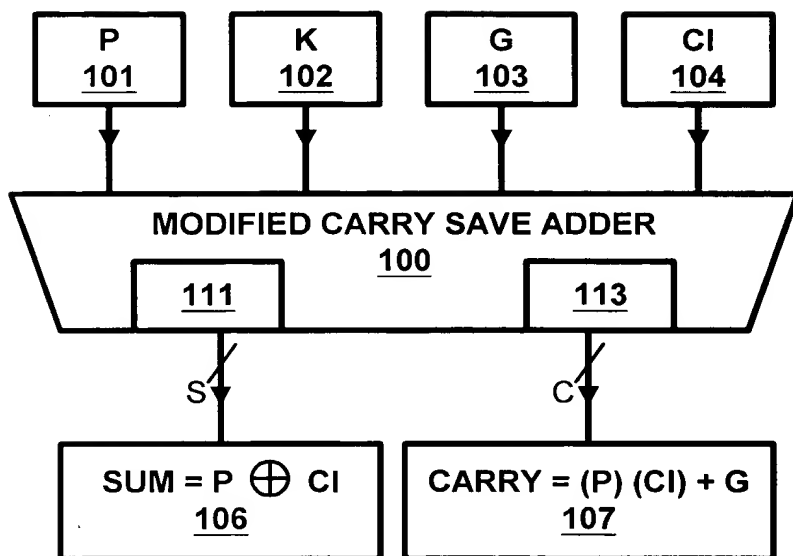 P
101
K
102
G
103
CI
104
MODIFIED CARRY SAVE ADDER
100
111
113
S
C
SUM = P ⊕ CI
106
CARRY = (P) (CI) + G
107